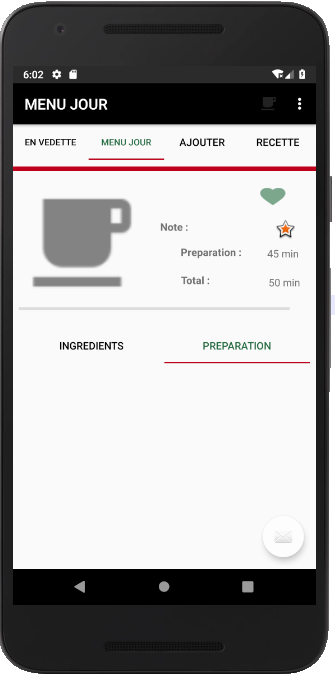 6:02
MENU JOUR
EN VEDETTE MENU JOUR AJOUTER RECETTE
Note :
Preparation : 45 min
Total : 50 min
INGREDIENTS PREPARATION